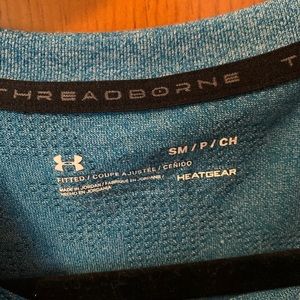 THREADBORNE T
SM / P / CH
FITTED / COUPE AJUSTÉE / CEÑIDO
HEATGEAR
MADE IN JORDAN / FABRIQUÉ EN JORDANIE /
HECHO EN JORDANIA